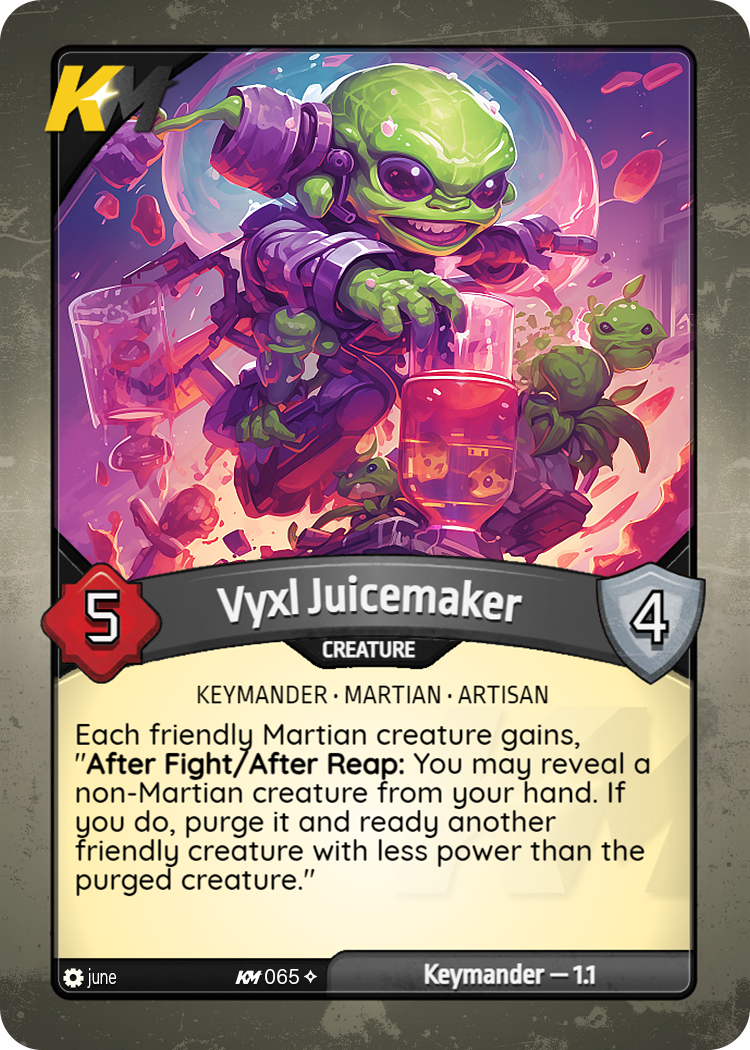 KM
Vyxl Juicemaker
5
4
CREATURE
KEYMANDER • MARTIAN • ARTISAN
Each friendly Martian creature gains,
"After Fight/After Reap: You may reveal a
non-Martian creature from your hand. If
you do, purge it and ready another
friendly creature with less power than the
purged creature."
june
KM 065
Keymander — 1.1